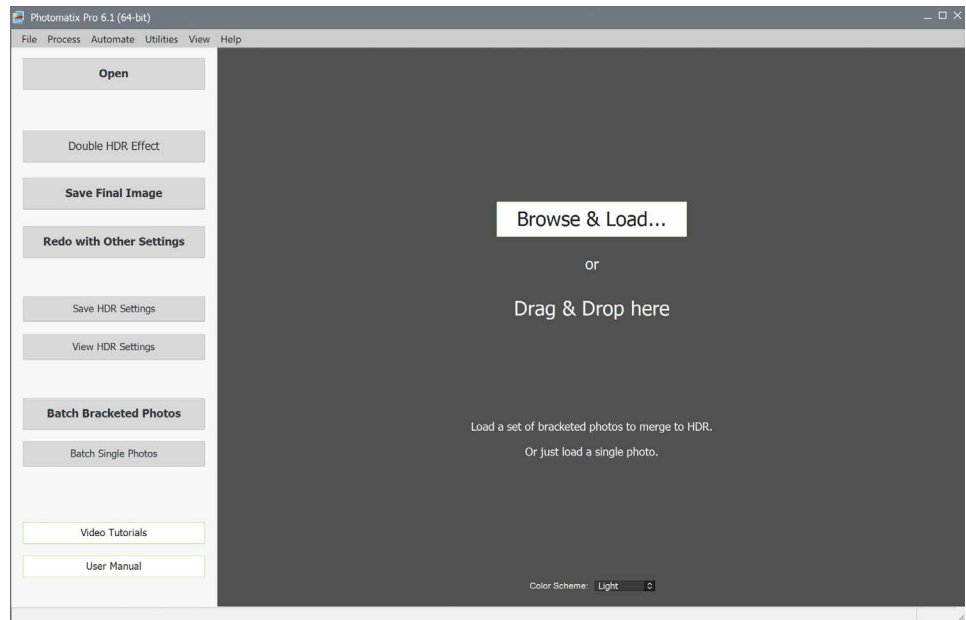 Photomatix Pro 6.1 (64-bit)
File Process Automate Utilities View Help
Open
Double HDR Effect
Save Final Image
Redo with Other Settings
Save HDR Settings
View HDR Settings
Batch Bracketed Photos
Batch Single Photos
Video Tutorials
User Manual
Browse & Load...
or
Drag & Drop here
Load a set of bracketed photos to merge to HDR.
Or just load a single photo.
Color Scheme: Light